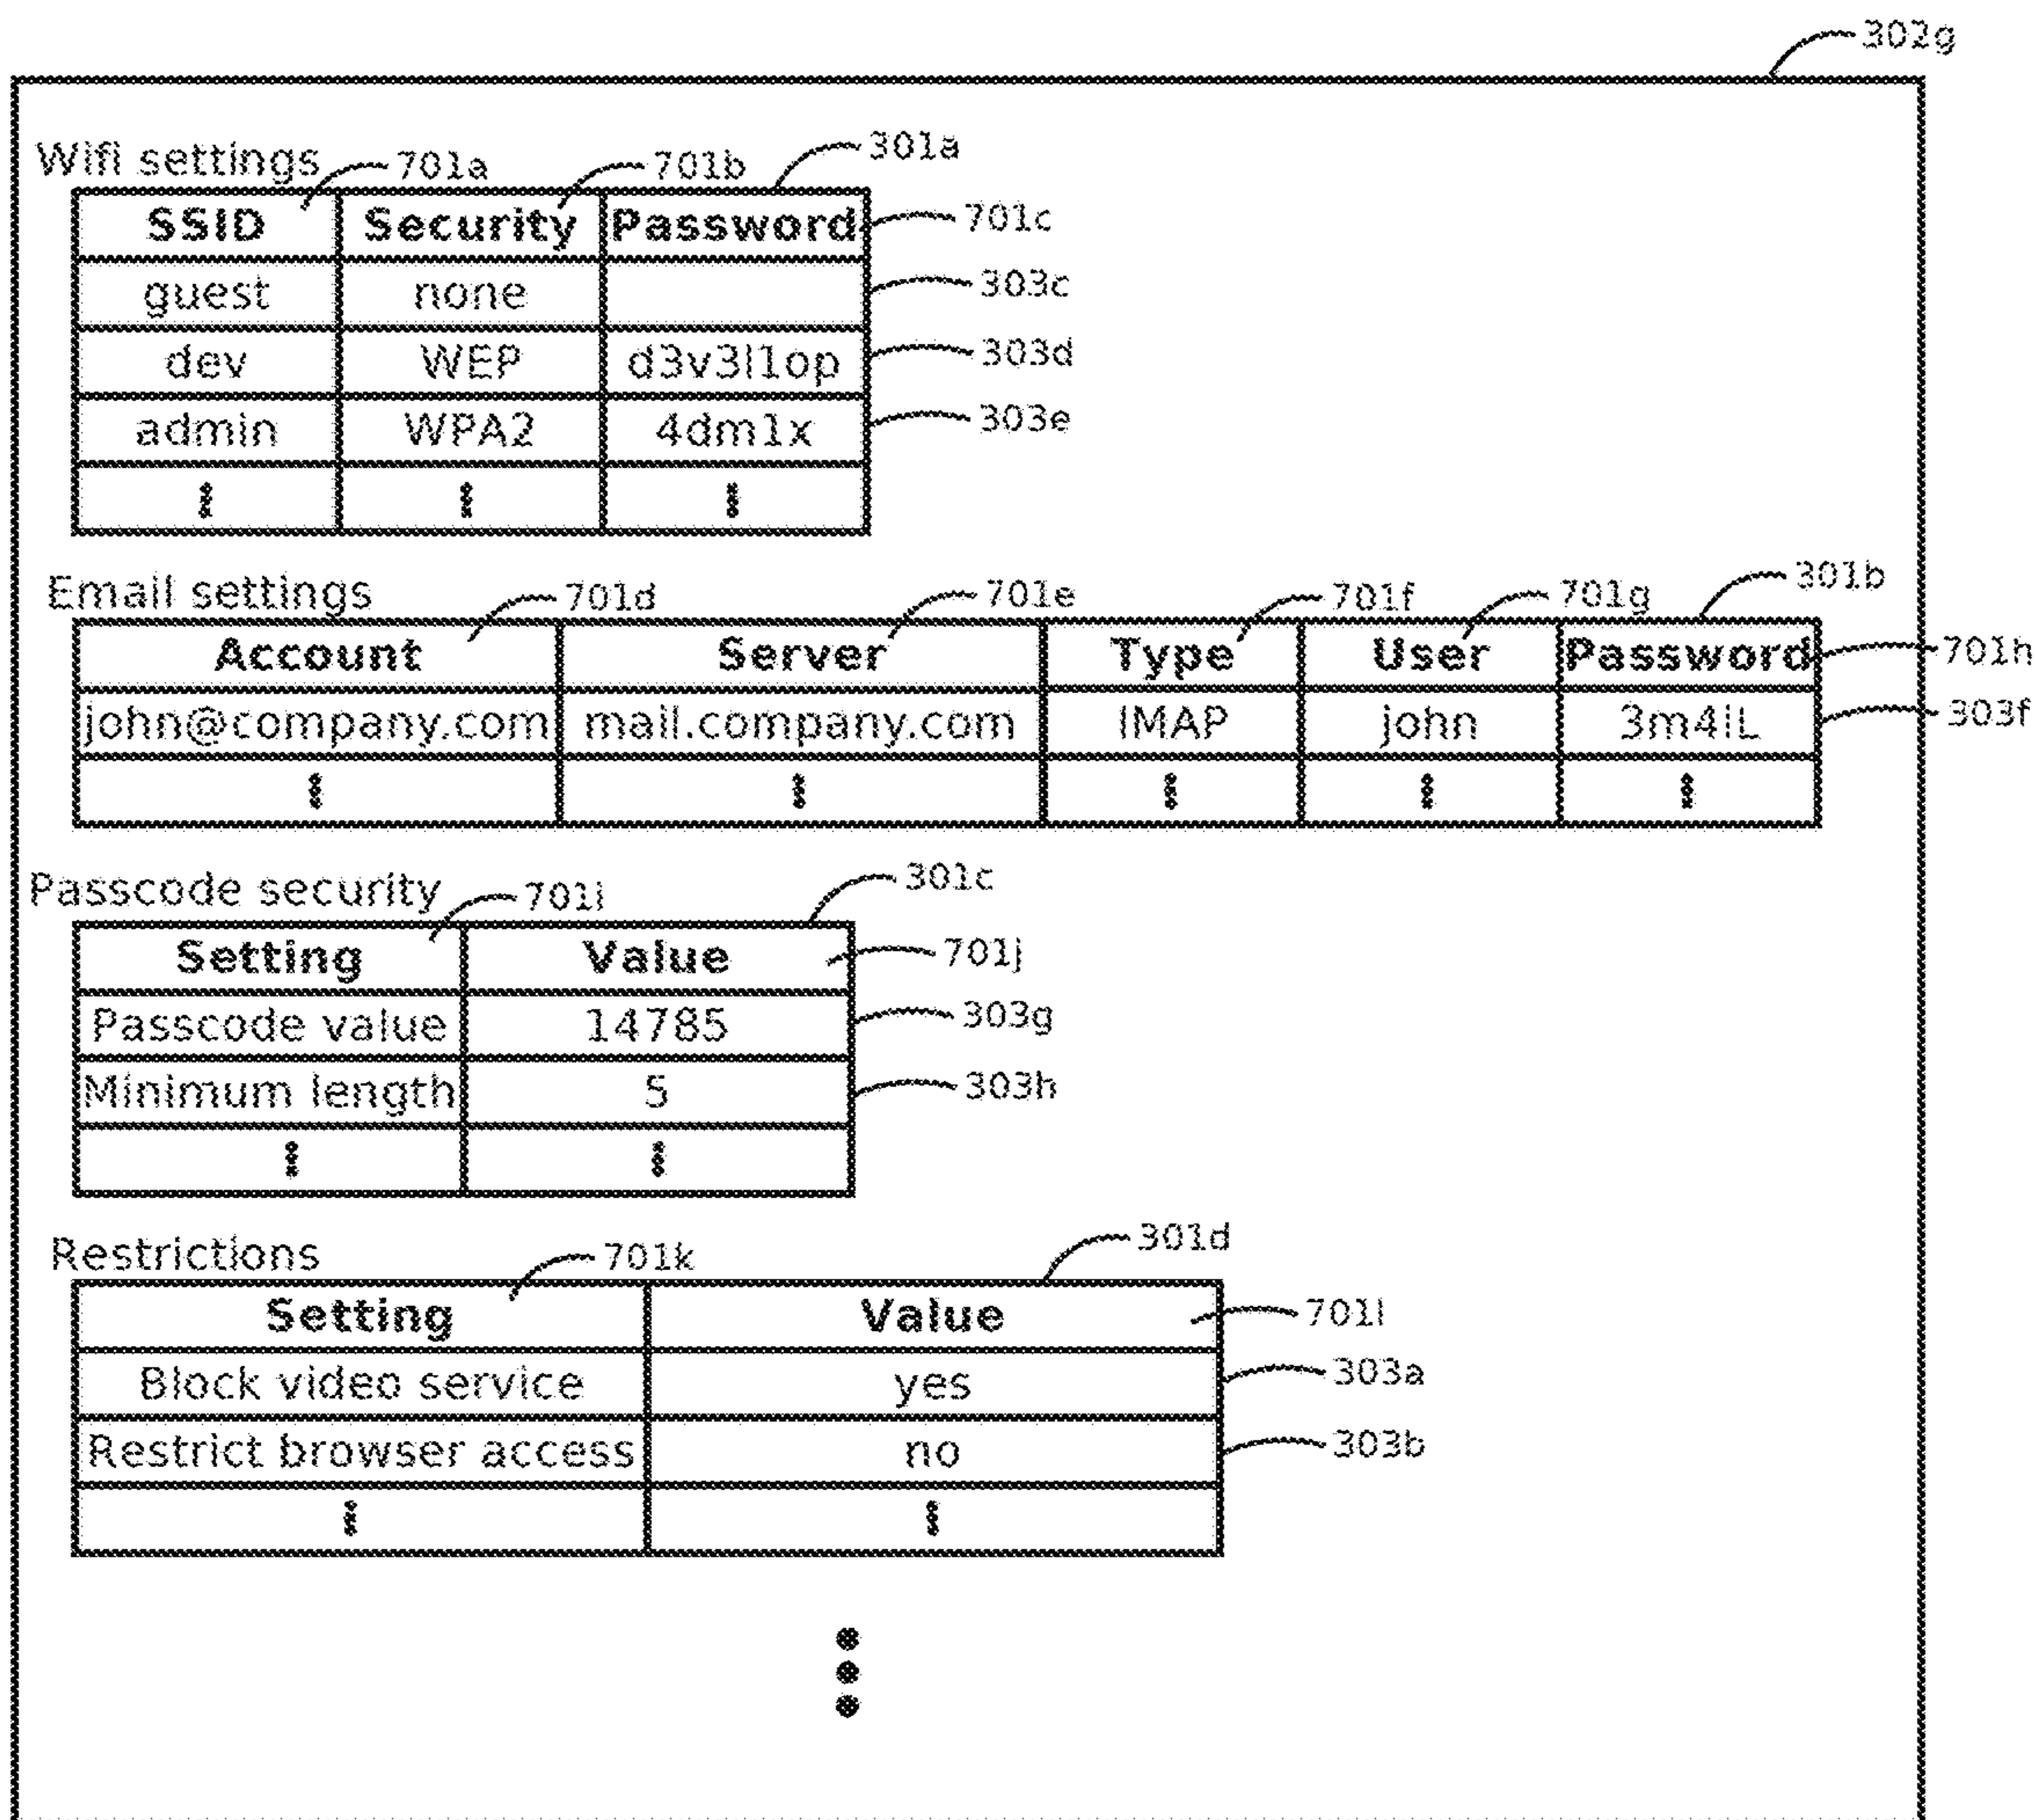 302g
Wifi settings 701a 701b 301a
SSID Security Password 701c
guest none 303c
dev WEP d3v3l1op 303d
admin WPA2 4dm1x 303e
Email settings 701d 701e 701f 701g 301b
Account Server Type User Password 701h
john@company.com mail.company.com IMAP john 3m4iL 303f
Passcode security 701i 301c
Setting Value 701j
Passcode value 14785 303g
Minimum length 5 303h
Restrictions 701k 301d
Setting Value 701l
Block video service yes 303a
Restrict browser access no 303b